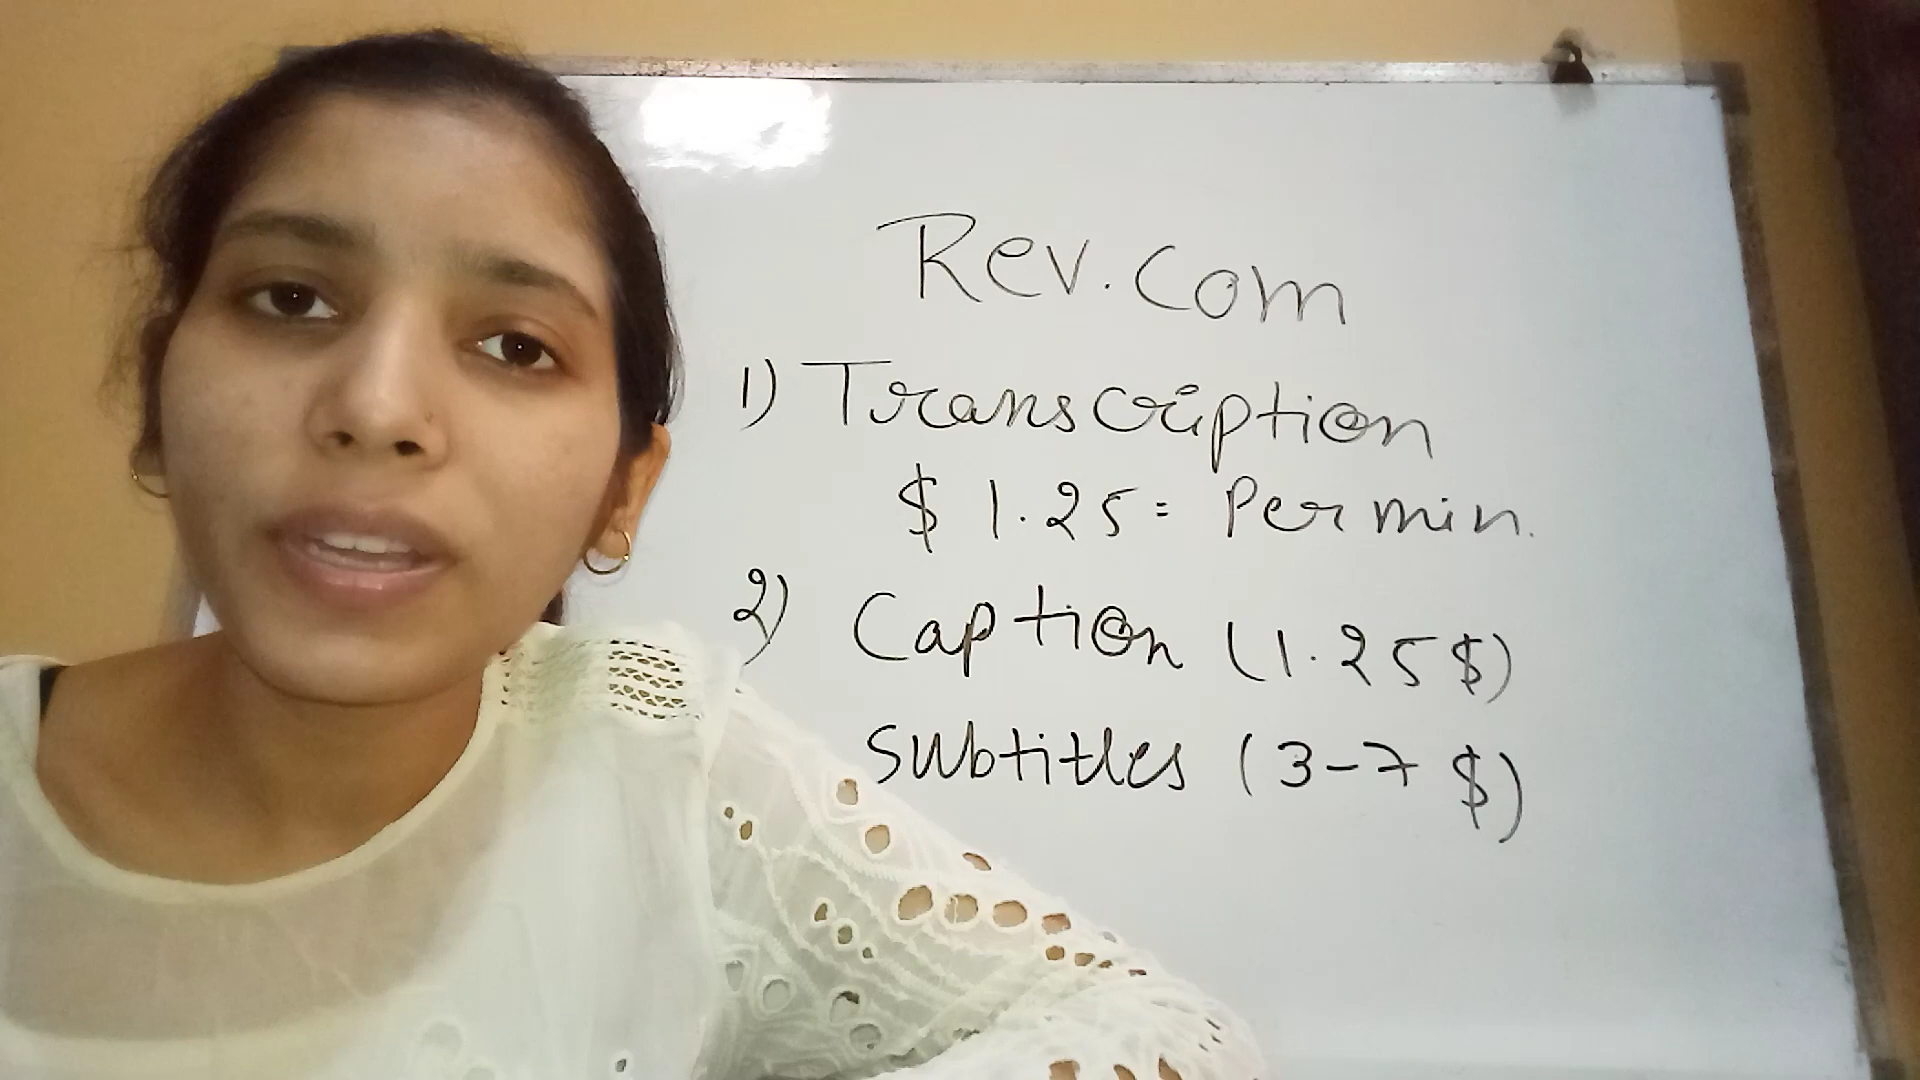 Rev.com
1) Transcription
$ 1.25 = Per min.
2) Caption (1.25$)
Subtitles (3-7 $)